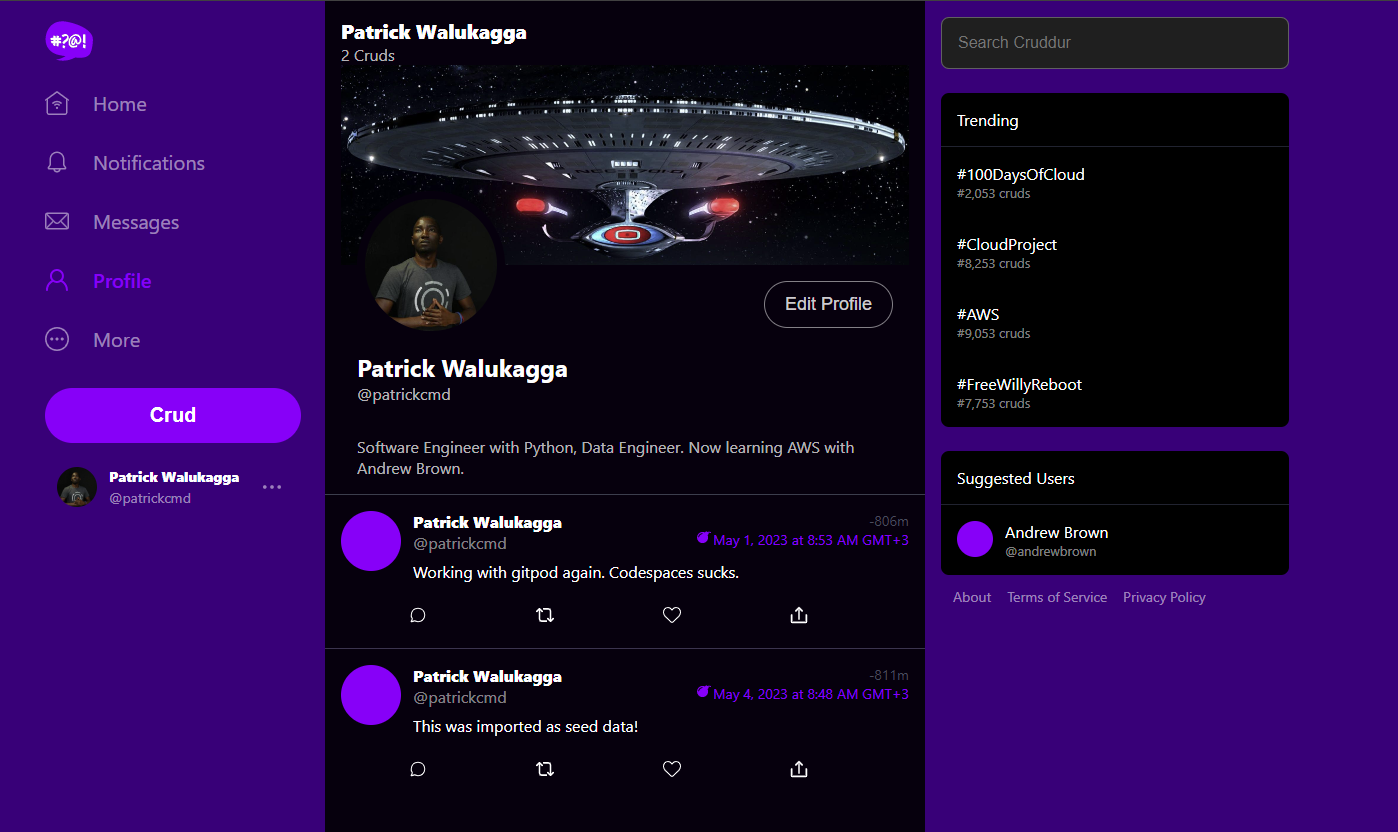 #?@!
Home
Notifications
Messages
Profile
More
Crud
Patrick Walukagga
@patrickcmd
Patrick Walukagga
2 Cruds
Edit Profile
Patrick Walukagga
@patrickcmd
Software Engineer with Python, Data Engineer. Now learning AWS with
Andrew Brown.
Patrick Walukagga
@patrickcmd
-806m
May 1, 2023 at 8:53 AM GMT+3
Working with gitpod again. Codespaces sucks.
Patrick Walukagga
@patrickcmd
-811m
May 4, 2023 at 8:48 AM GMT+3
This was imported as seed data!
Search Cruddur
Trending
#100DaysOfCloud
#2,053 cruds
#CloudProject
#8,253 cruds
#AWS
#9,053 cruds
#FreeWillyReboot
#7,753 cruds
Suggested Users
Andrew Brown
@andrewbrown
About Terms of Service Privacy Policy